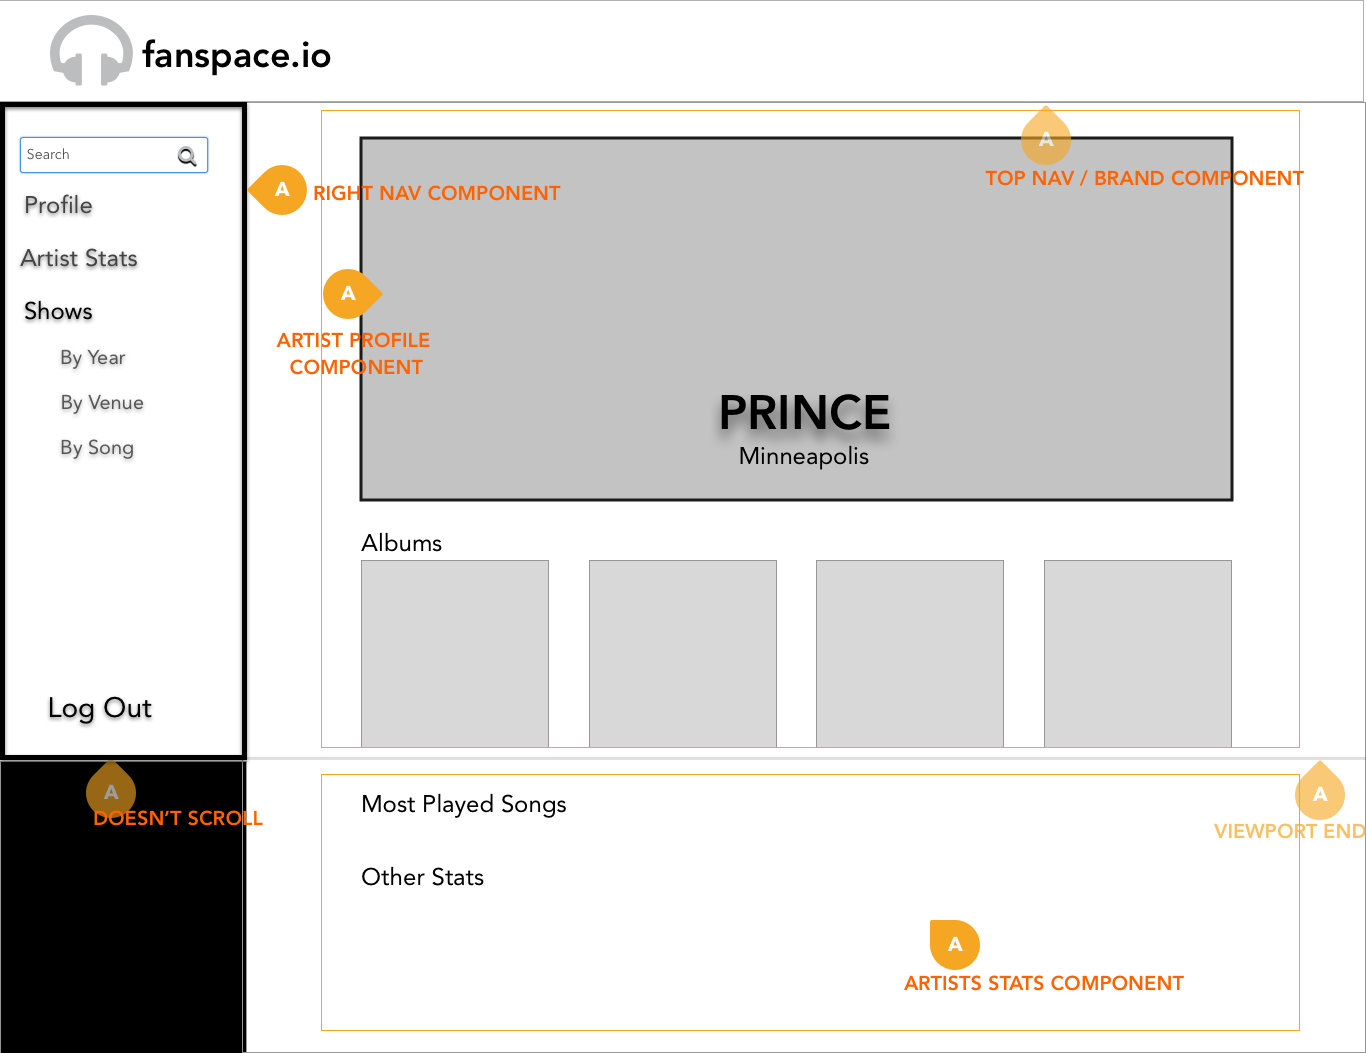 fanspace.io
Search
Profile
Artist Stats
Shows
By Year
By Venue
By Song
Log Out
A
DOESN'T SCROLL
A
RIGHT NAV COMPONENT
A
TOP NAV / BRAND COMPONENT
A
ARTIST PROFILE
COMPONENT
PRINCE
Minneapolis
Albums
A
VIEWPORT END
Most Played Songs
Other Stats
A
ARTISTS STATS COMPONENT